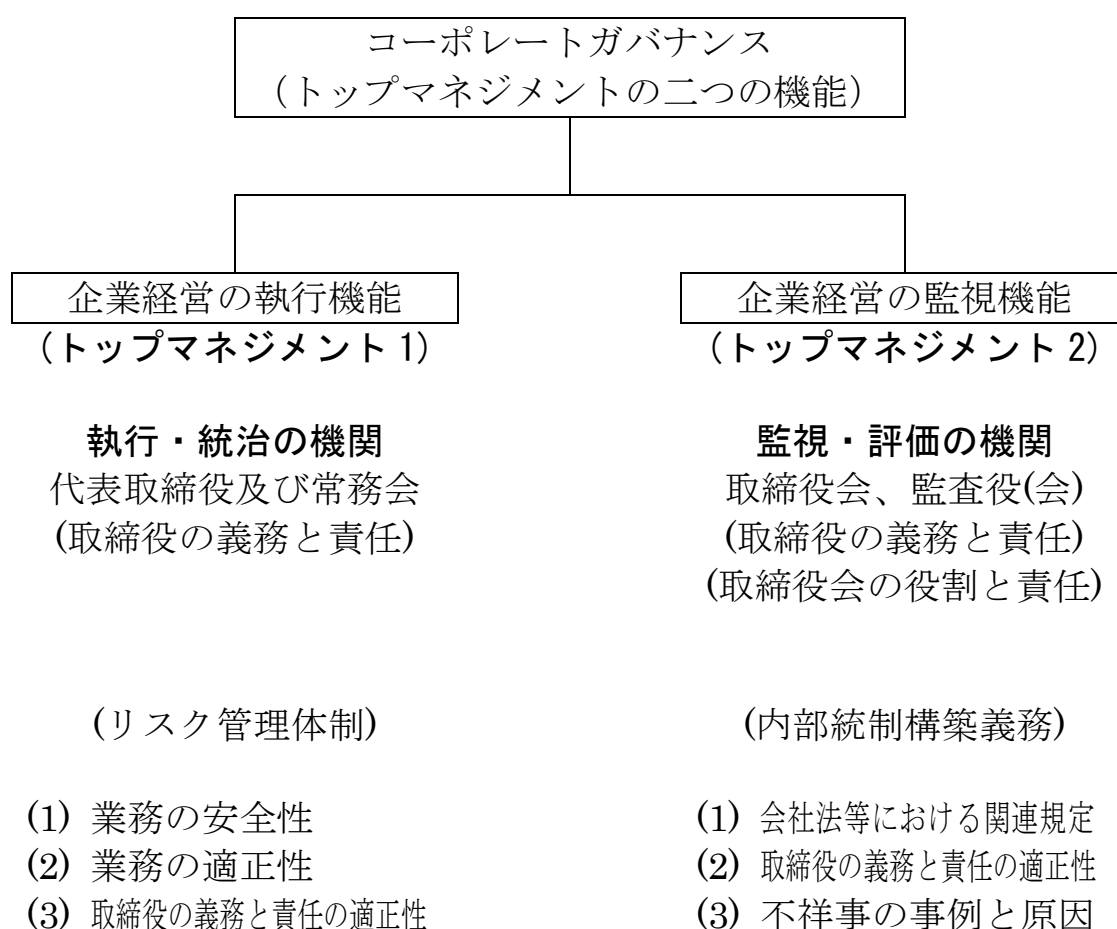 コーポレートガバナンス
（トップマネジメントの二つの機能）
企業経営の執行機能
(トップマネジメント 1)
執行・統治の機関
代表取締役及び常務会
(取締役の義務と責任)
(リスク管理体制)
(1) 業務の安全性
(2) 業務の適正性
(3) 取締役の義務と責任の適正性
企業経営の監視機能
(トップマネジメント 2)
監視・評価の機関
取締役会、監査役(会)
(取締役の義務と責任)
(取締役会の役割と責任)
(内部統制構築義務)
(1) 会社法等における関連規定
(2) 取締役の義務と責任の適正性
(3) 不祥事の事例と原因